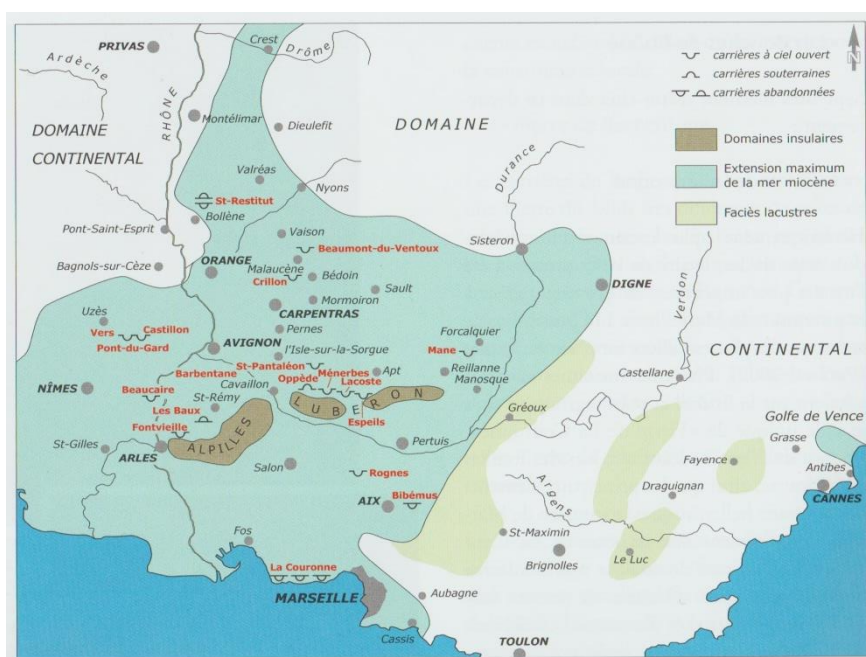 PRIVAS
Crest
Drôme
Ardèche
N
carrières à ciel ouvert
carrières souterraines
carrières abandonnées
RHÔNE
Montélimar
Dieulefit
DOMAINE
DOMAINE
CONTINENTAL
Domaines insulaires
Extension maximum
de la mer miocène
Faciès lacustres
Durance
Valréas
Nyons
St-Restitut
Bollène
Pont-Saint-Esprit
Vaison
Beaumont-du-Ventoux
Sisteron
Bagnols-sur-Cèze
ORANGE
Malaucène
Bédoin
Crillon
Sault
DIGNE
Verdon
Mormoiron
CARPENTRAS
Uzès
Pernes
Vers
Castillon
Forcalquier
Pont-du-Gard
AVIGNON
l'Isle-sur-la-Sorgue
Mane
CONTINENTAL
Barbentane
St-Pantaléon
Ménerbes
Apt
Reillanne
Castellane
NÎMES
Beaucaire
Cavaillon
Oppède
Lacoste
Manosque
St-Rémy
LUBERON
Les Baux
Espeils
Gréoux
Golfe de Vence
Fontvieille
ALPILLES
St-Gilles
ARLES
Pertuis
Grasse
Salon
Rognes
Fayence
Antibes
Argens
Draguignan
CANNES
AIX
Bibémus
Fos
St-Maximin
Brignolles
Le Luc
La Couronne
MARSEILLE
Aubagne
Cassis
TOULON